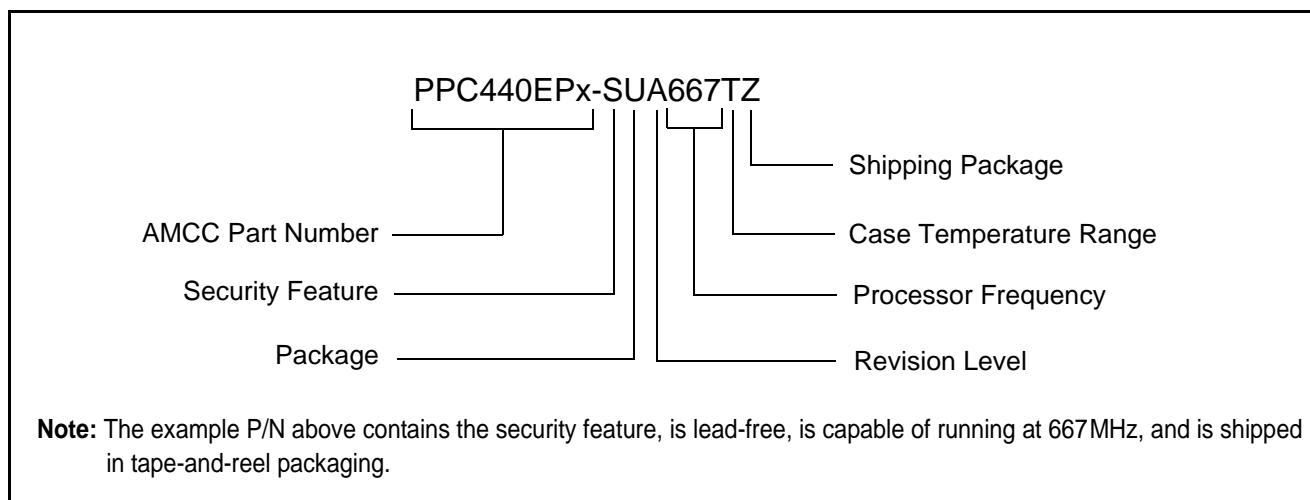 PPC440EPx-SUA667TZ
Shipping Package
AMCC Part Number
Case Temperature Range
Security Feature
Processor Frequency
Package
Revision Level
Note: The example P/N above contains the security feature, is lead-free, is capable of running at 667MHz, and is shipped
in tape-and-reel packaging.